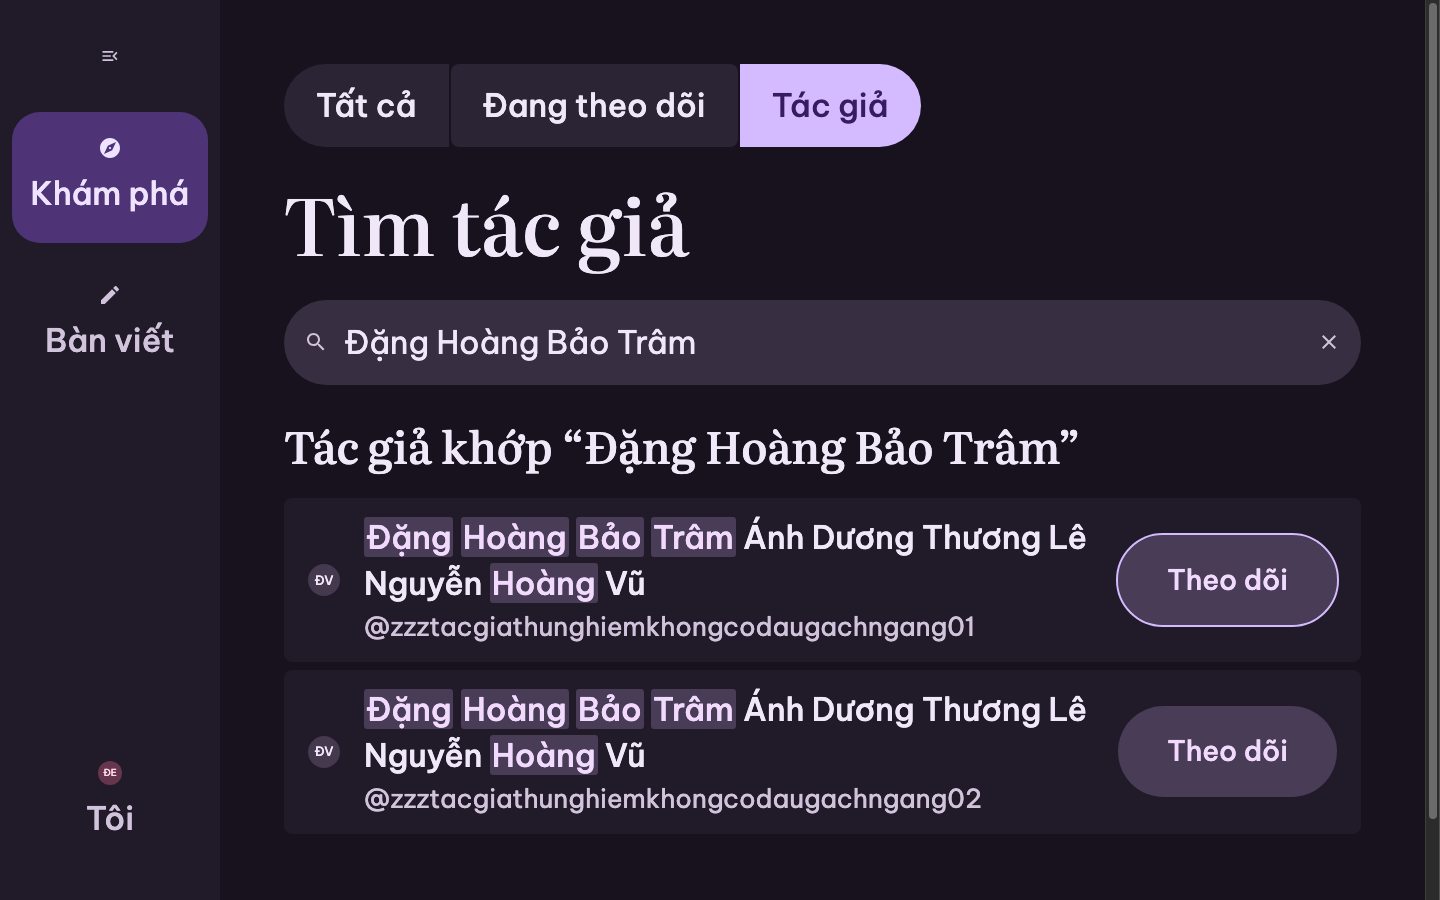 Tất cả
Đang theo dõi
Tác giả
Khám phá
Bàn viết
Tìm tác giả
Đặng Hoàng Bảo Trâm
Tác giả khớp “Đặng Hoàng Bảo Trâm”
ĐV
Đặng Hoàng Bảo Trâm Ánh Dương Thương Lê
Nguyễn Hoàng Vũ
@zzztacgiathunghiemkhongcodaugachngang01
Theo dõi
ĐV
Đặng Hoàng Bảo Trâm Ánh Dương Thương Lê
Nguyễn Hoàng Vũ
@zzztacgiathunghiemkhongcodaugachngang02
Theo dõi
ĐE
Tôi